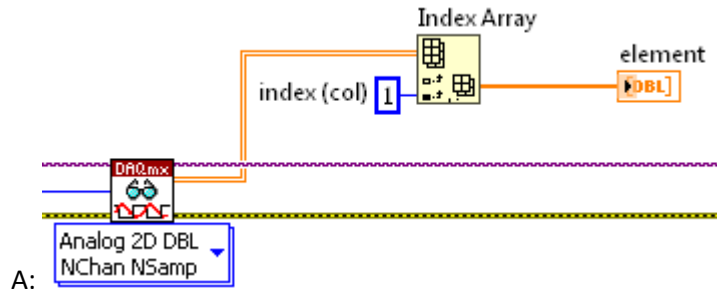 Index Array
element
index (col) 1
[DBL]
DAQmx
Analog 2D DBL
NChan NSamp
A: